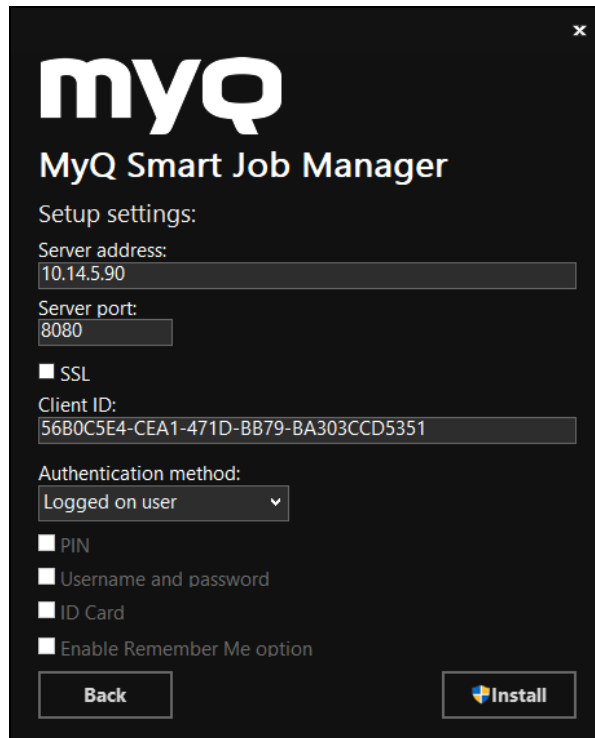 x
myQ
MyQ Smart Job Manager
Setup settings:
Server address:
10.14.5.90
Server port:
8080
SSL
Client ID:
56B0C5E4-CEA1-471D-BB79-BA303CCD5351
Authentication method:
Logged on user
PIN
Username and password
ID Card
Enable Remember Me option
Back Install